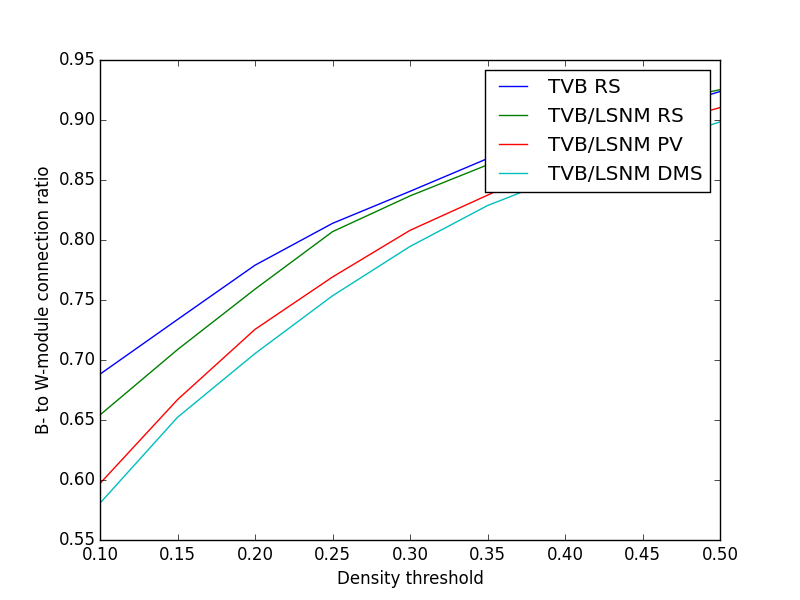 0.95
0.90
0.85
0.80
0.75
0.70
0.65
0.60
0.55
B- to W-module connection ratio
TVB RS
TVB/LSNM RS
TVB/LSNM PV
TVB/LSNM DMS
0.10 0.15 0.20 0.25 0.30 0.35 0.40 0.45 0.50
Density threshold